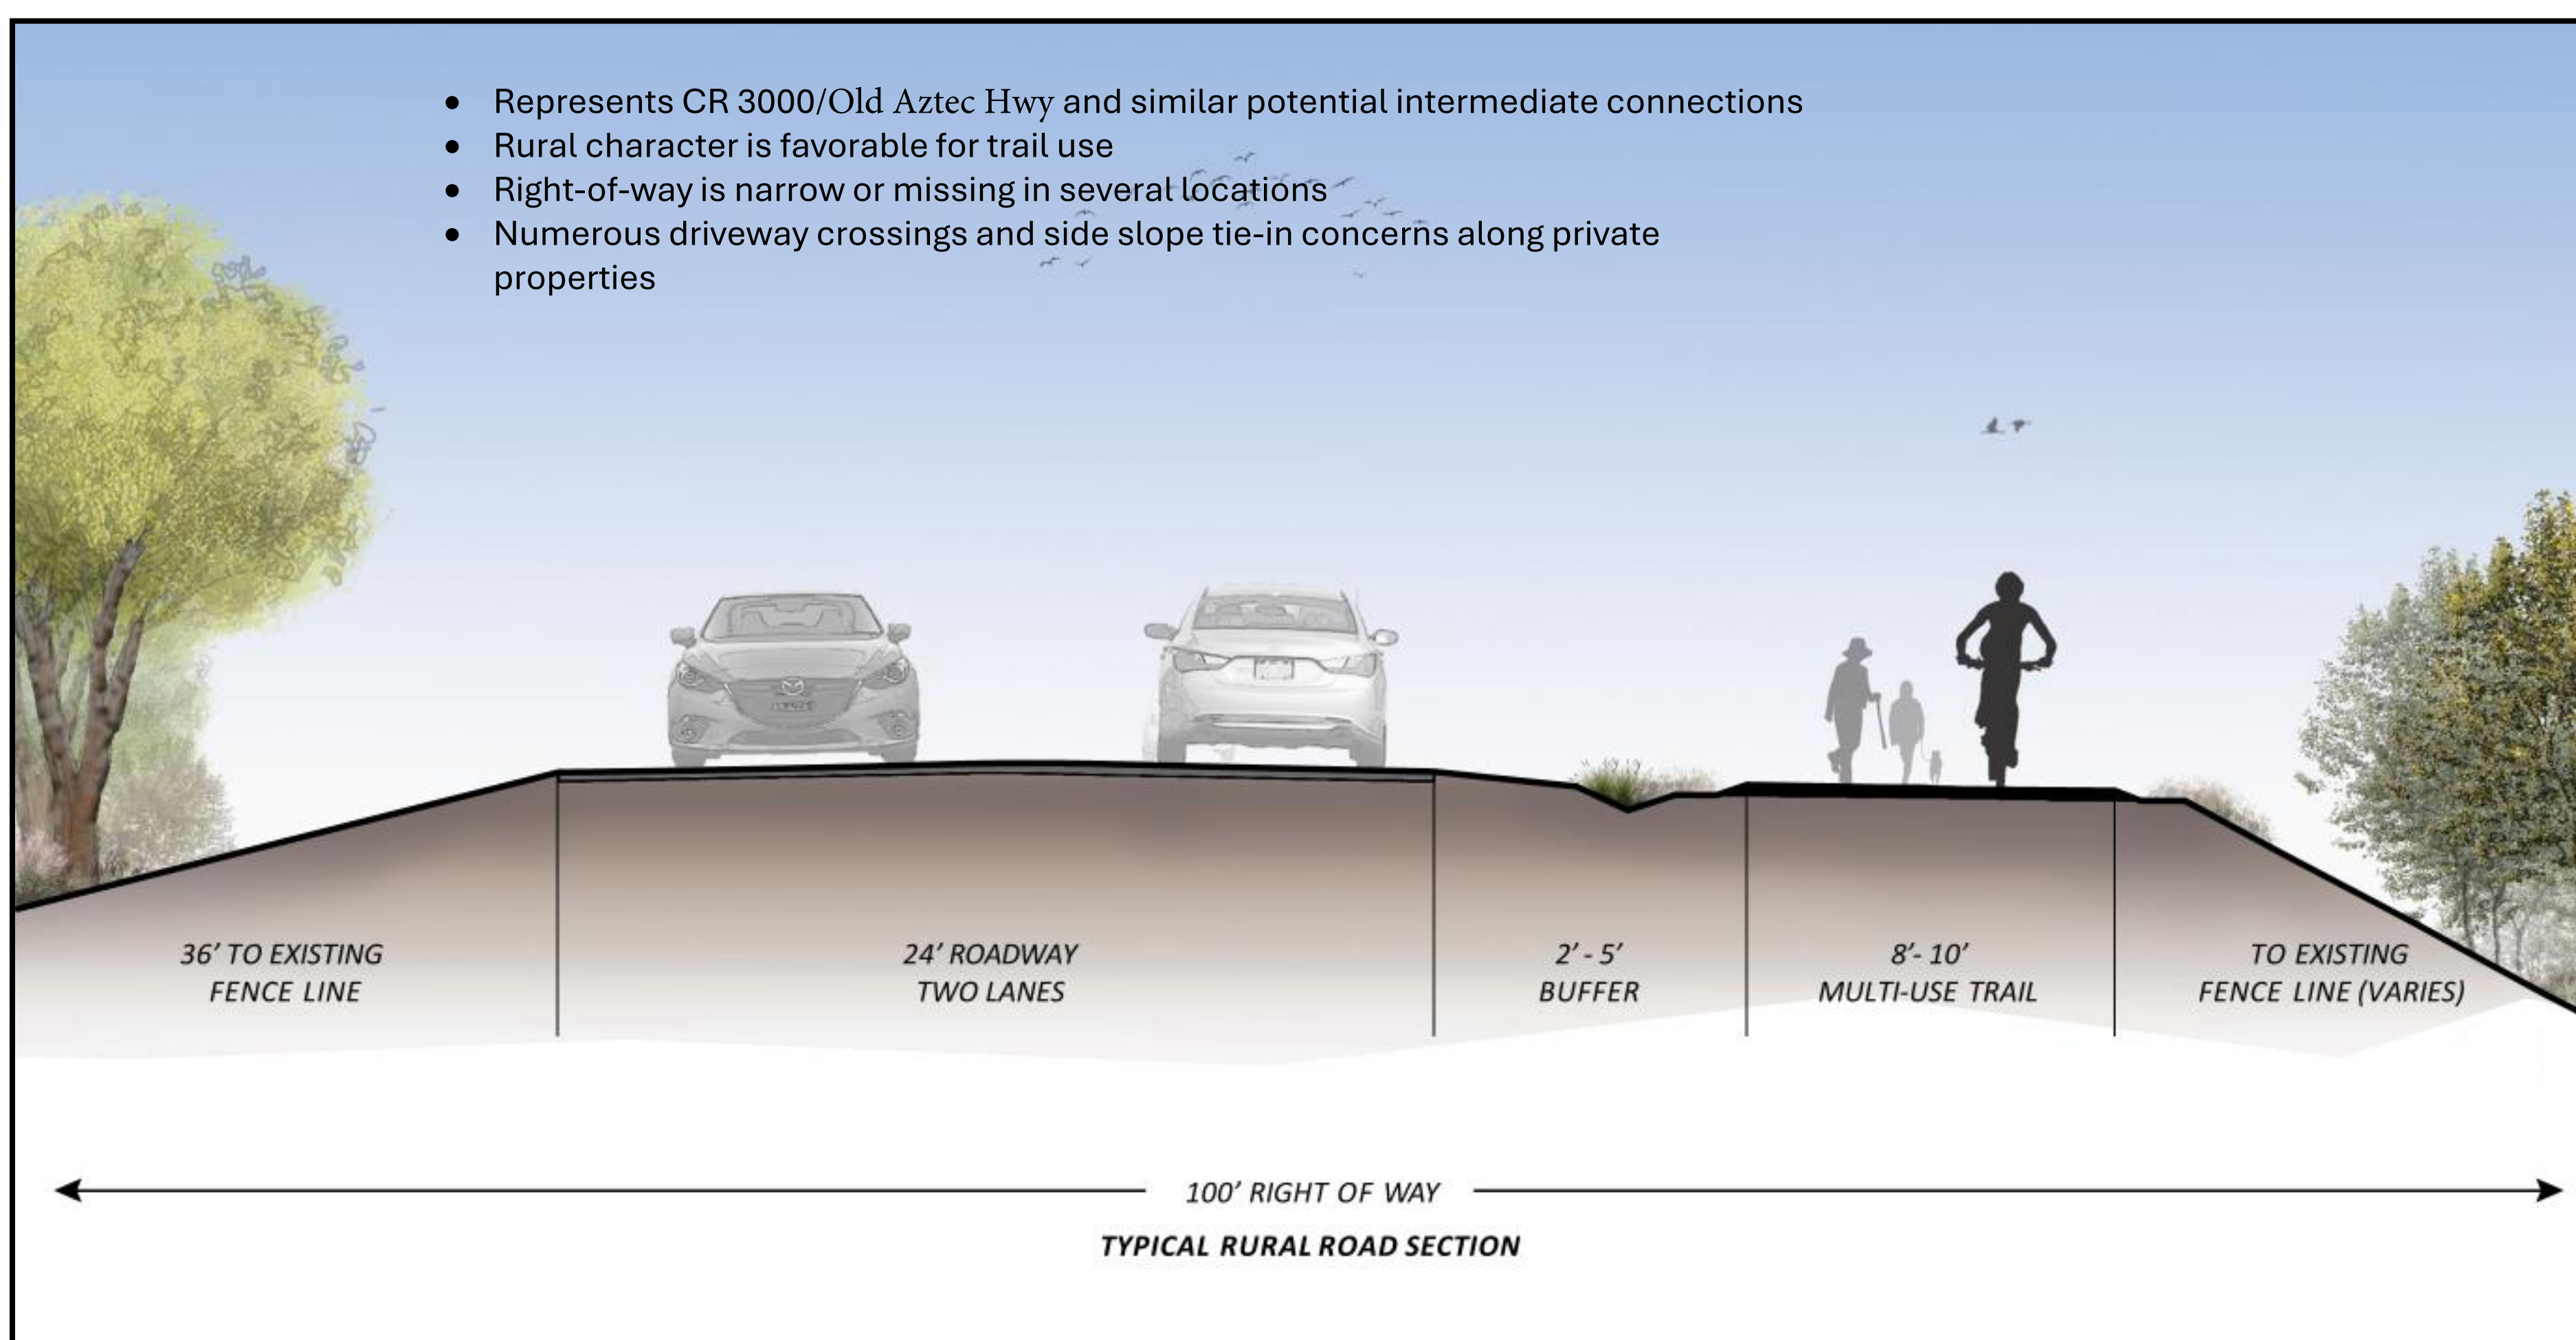 • Represents CR 3000/Old Aztec Hwy and similar potential intermediate connections
• Rural character is favorable for trail use
• Right-of-way is narrow or missing in several locations
• Numerous driveway crossings and side slope tie-in concerns along private
properties
36’ TO EXISTING
FENCE LINE
24’ ROADWAY
TWO LANES
2’ - 5’
BUFFER
8’- 10’
MULTI-USE TRAIL
TO EXISTING
FENCE LINE (VARIES)
100’ RIGHT OF WAY
TYPICAL RURAL ROAD SECTION